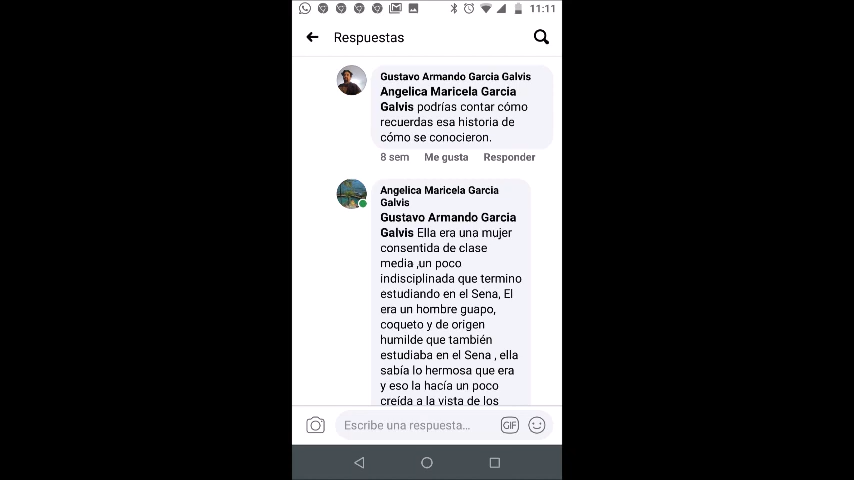 11:11
Respuestas
Gustavo Armando Garcia Galvis
Angelica Maricela Garcia
Galvis podrías contar cómo
recuerdas esa historia de
cómo se conocieron.
8 sem Me gusta Responder
Angelica Maricela Garcia
Galvis
Gustavo Armando Garcia
Galvis Ella era una mujer
consentida de clase
media ,un poco
indisciplinada que termino
estudiando en el Sena, El
era un hombre guapo,
coqueto y de origen
humilde que también
estudiaba en el Sena , ella
sabía lo hermosa que era
y eso la hacía un poco
creída a la vista de los
Escribe una respuesta... GIF